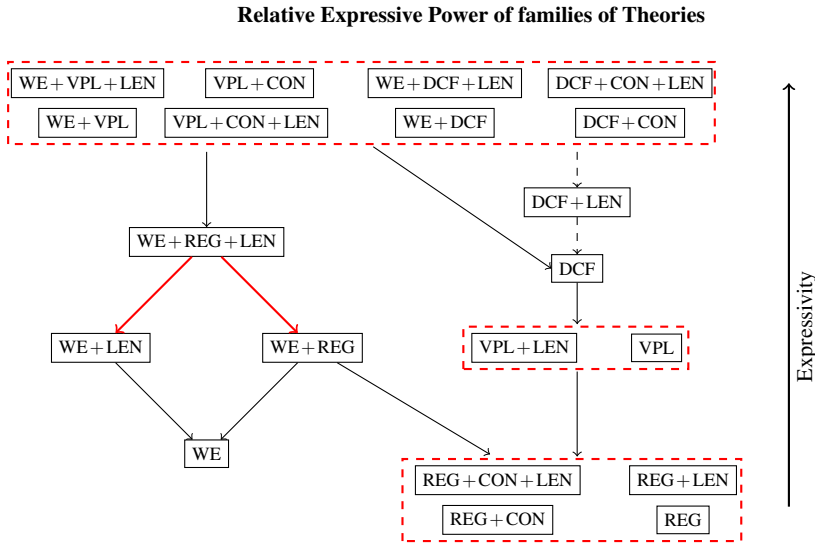 Relative Expressive Power of families of Theories
WE+VPL+LEN VPL+CON WE+DCF+LEN DCF+CON+LEN
WE+VPL VPL+CON+LEN WE+DCF DCF+CON
DCF+LEN
WE+REG+LEN
DCF
Expressivity
WE+LEN WE+REG VPL+LEN VPL
WE
REG+CON+LEN REG+LEN
REG+CON REG